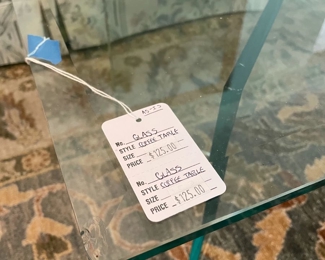 No. GLASS
STYLE COFFEE TABLE
SIZE
PRICE $125.00
No. GLASS
STYLE COFFEE TABLE
SIZE
PRICE $125.00